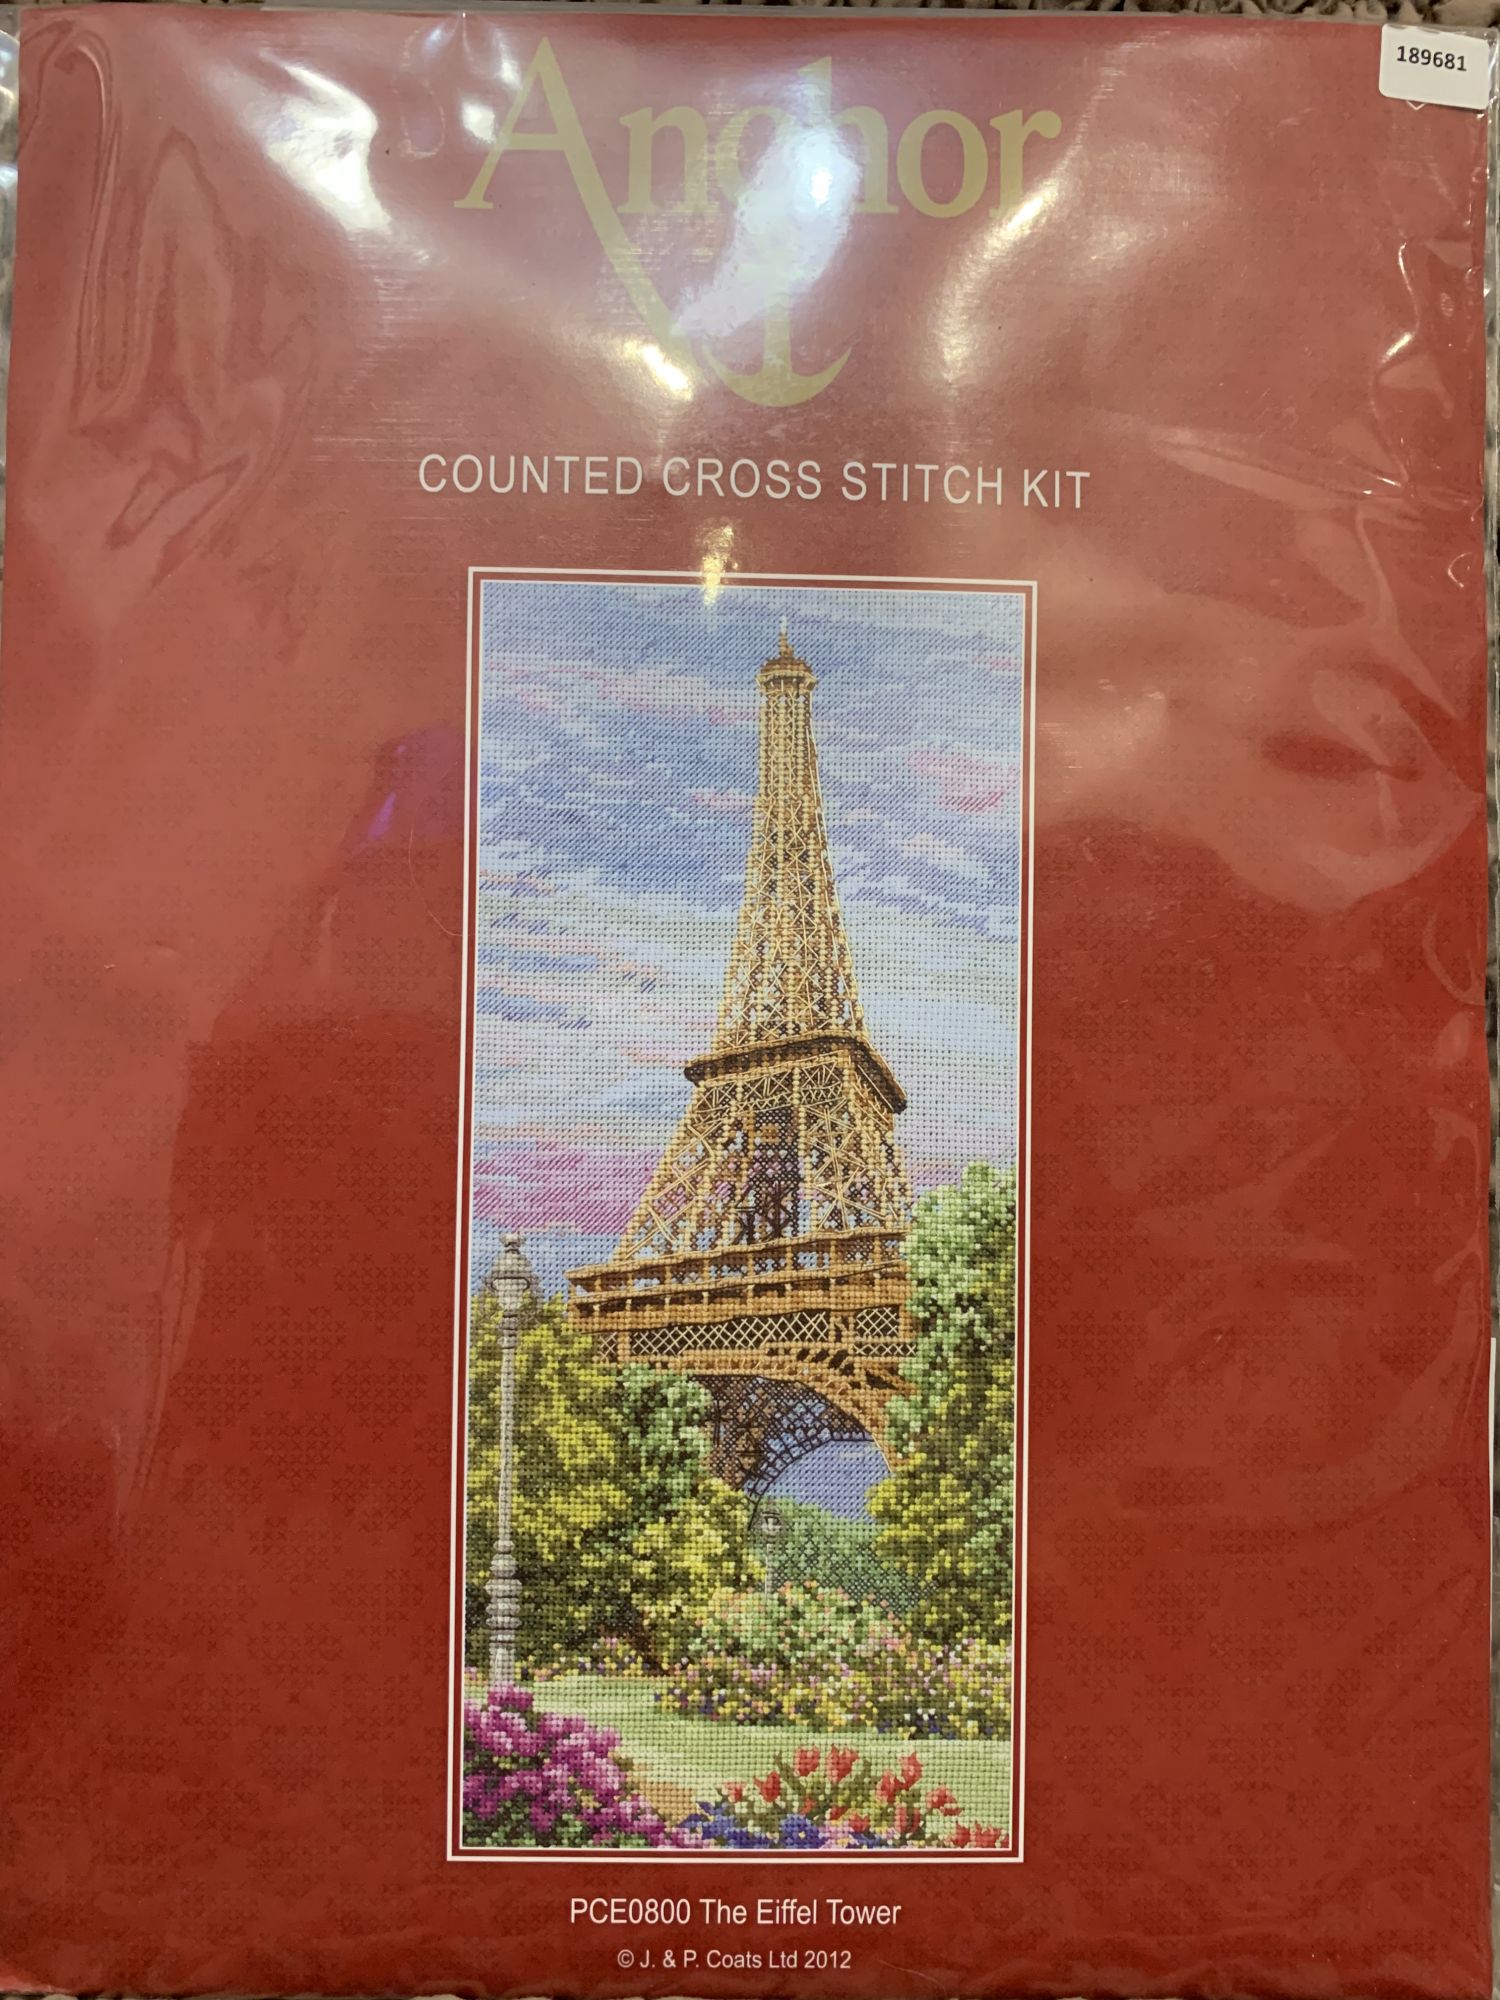 189681
Anchor
COUNTED CROSS STITCH KIT
PCE0800 The Eiffel Tower
© J. & P. Coats Ltd 2012